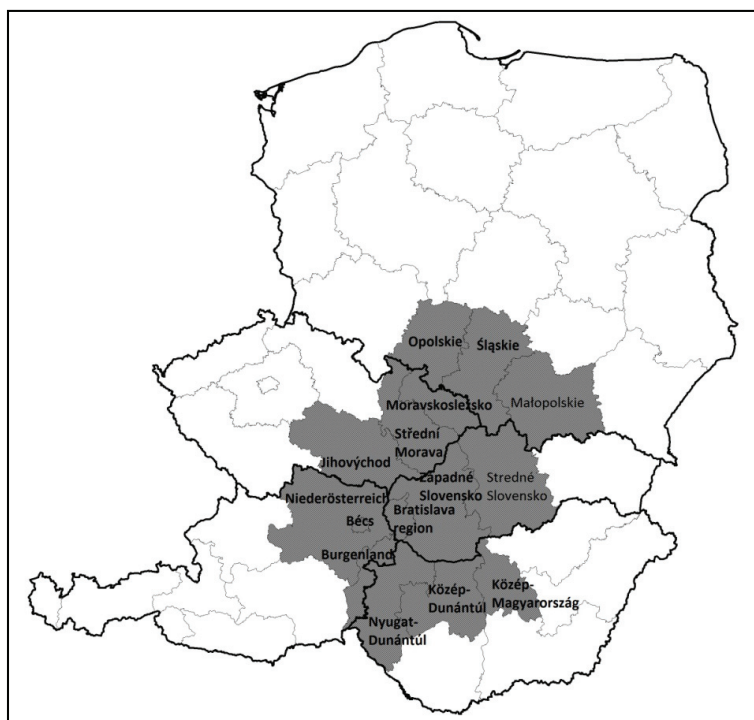 Opolskie
Śląskie
Moravskoslezsko
Małopolskie
Střední
Morava
Jihovýchod
Západné
Slovensko
Stredné
Slovensko
Niederösterreich
Bécs
Bratislava
region
Burgenland
Közép-
Dunántúl
Közép-
Magyarország
Nyugat-
Dunántúl